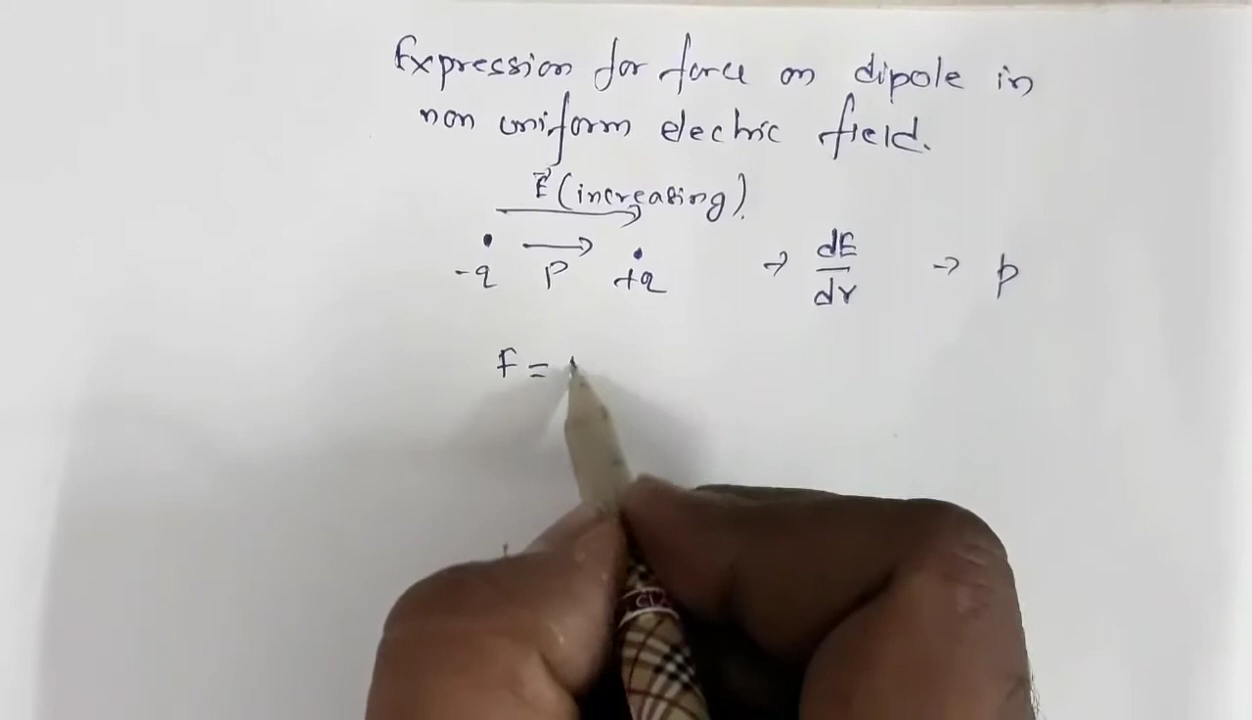 Expression for force on dipole in
non uniform electric field.
E⃗ (increasing).
-q P +q → dE/dr → p
F =